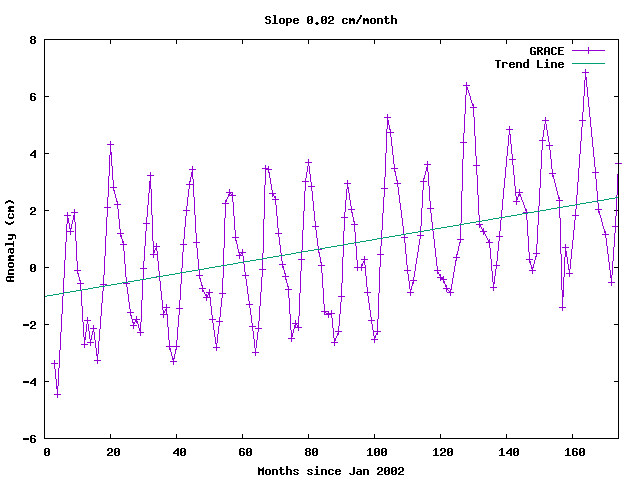 Slope 0.02 cm/month
GRACE
Trend Line
8
6
4
2
0
-2
-4
-6
Anomaly (cm)
0 20 40 60 80 100 120 140 160
Months since Jan 2002